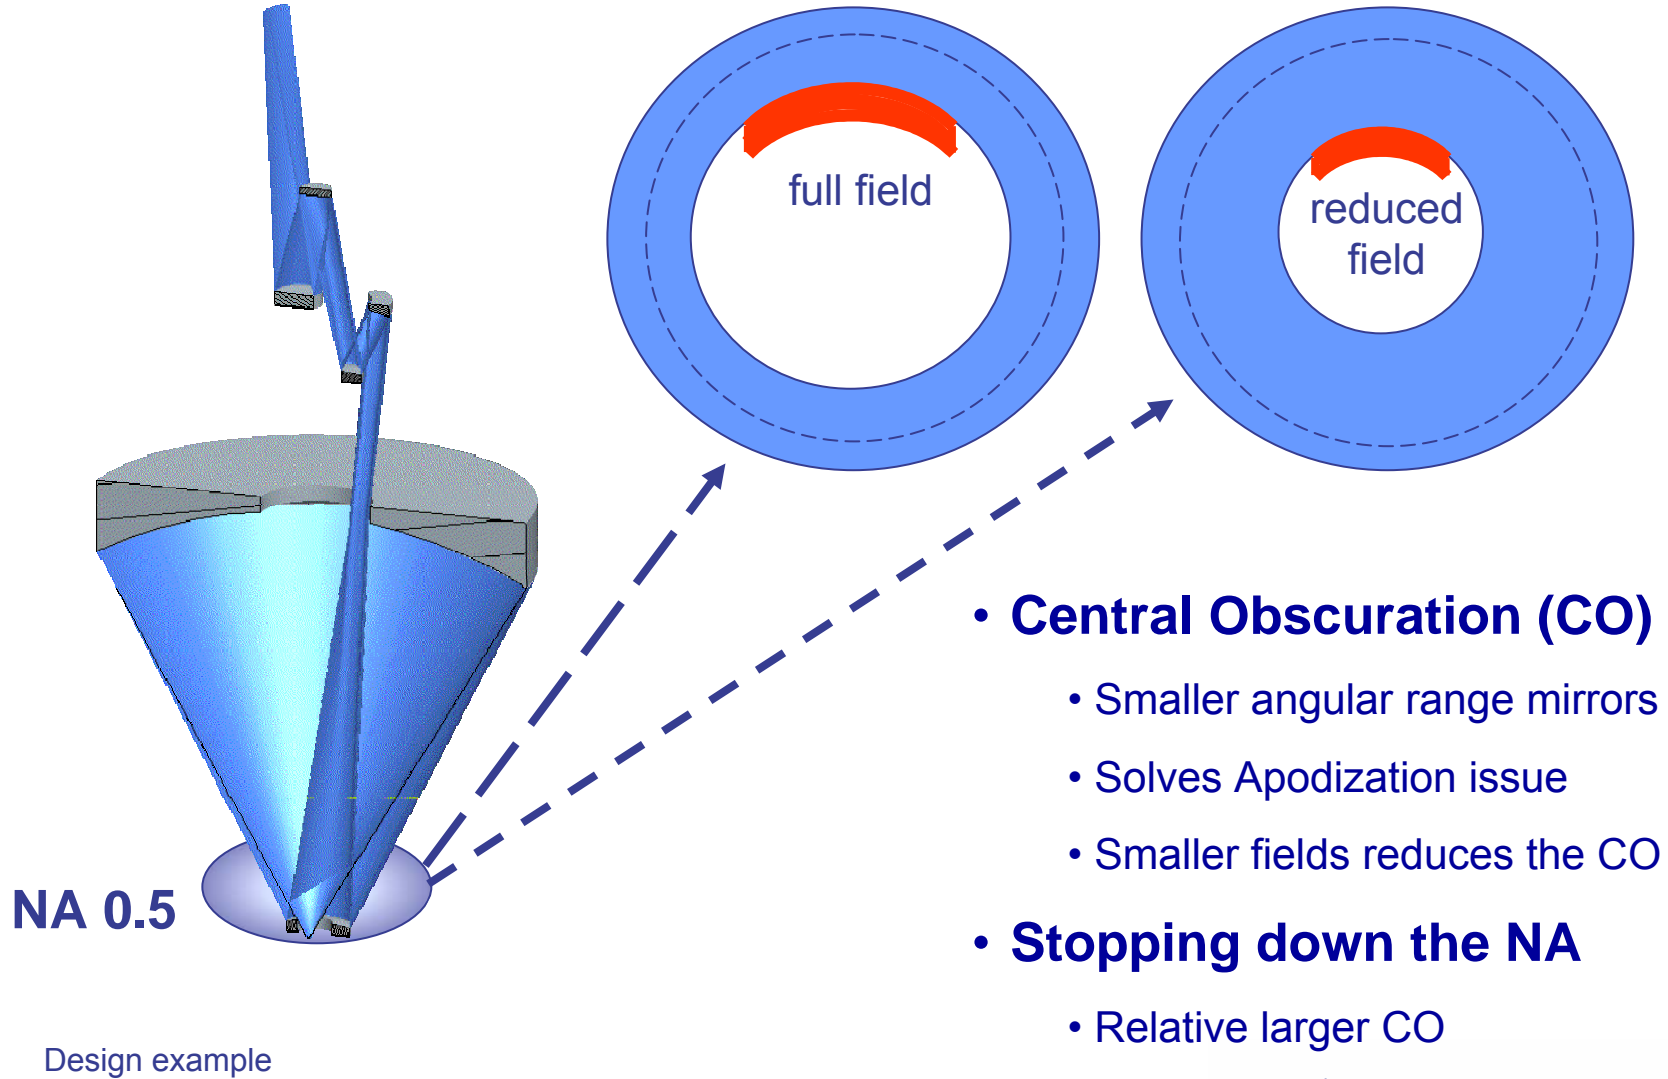 full field
reduced
field
NA 0.5
• Central Obscuration (CO)
• Smaller angular range mirrors
• Solves Apodization issue
• Smaller fields reduces the CO
• Stopping down the NA
• Relative larger CO
Design example